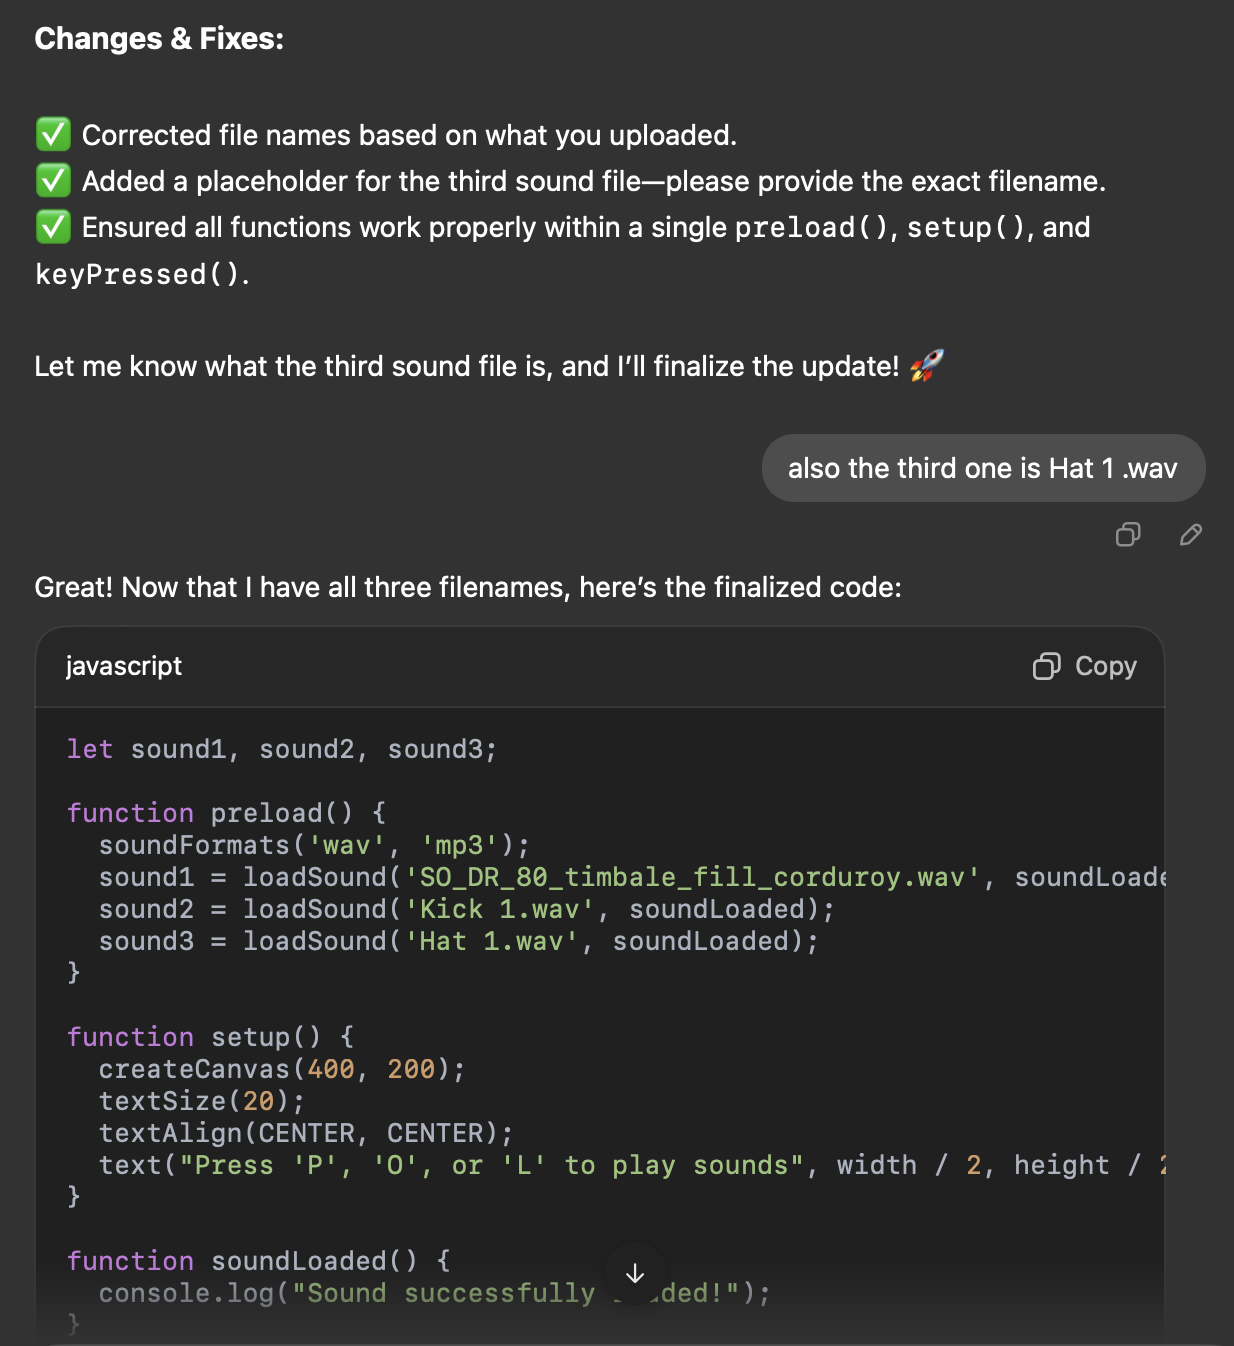 Changes & Fixes:
✅ Corrected file names based on what you uploaded.
✅ Added a placeholder for the third sound file—please provide the exact filename.
✅ Ensured all functions work properly within a single preload(), setup(), and
keyPressed().
Let me know what the third sound file is, and I’ll finalize the update! 🚀
also the third one is Hat 1 .wav
Great! Now that I have all three filenames, here’s the finalized code:
javascript
Copy
let sound1, sound2, sound3;
function preload() {
  soundFormats('wav', 'mp3');
  sound1 = loadSound('SO_DR_80_timbale_fill_corduroy.wav', soundLoade
  sound2 = loadSound('Kick 1.wav', soundLoaded);
  sound3 = loadSound('Hat 1.wav', soundLoaded);
}
function setup() {
  createCanvas(400, 200);
  textSize(20);
  textAlign(CENTER, CENTER);
  text("Press 'P', 'O', or 'L' to play sounds", width / 2, height / 2
}
function soundLoaded() {
  console.log("Sound successfully ded!");
}